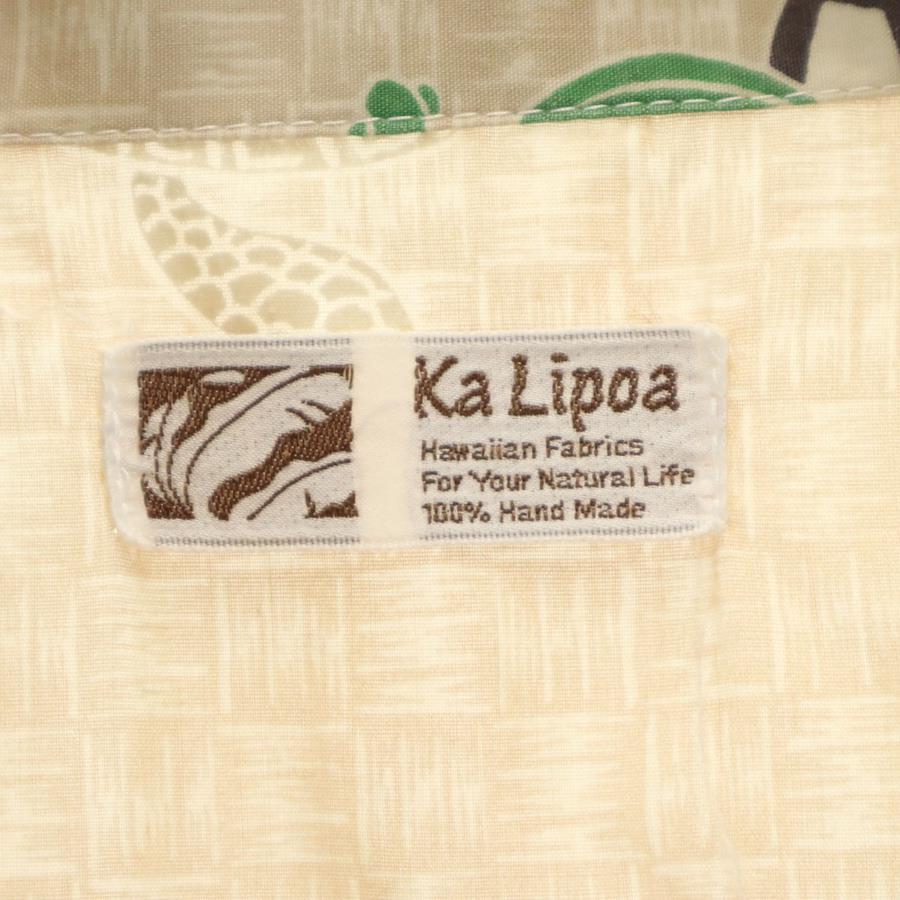 Ka Lipoa
Hawaiian Fabrics
For Your Natural Life
100% Hand Made